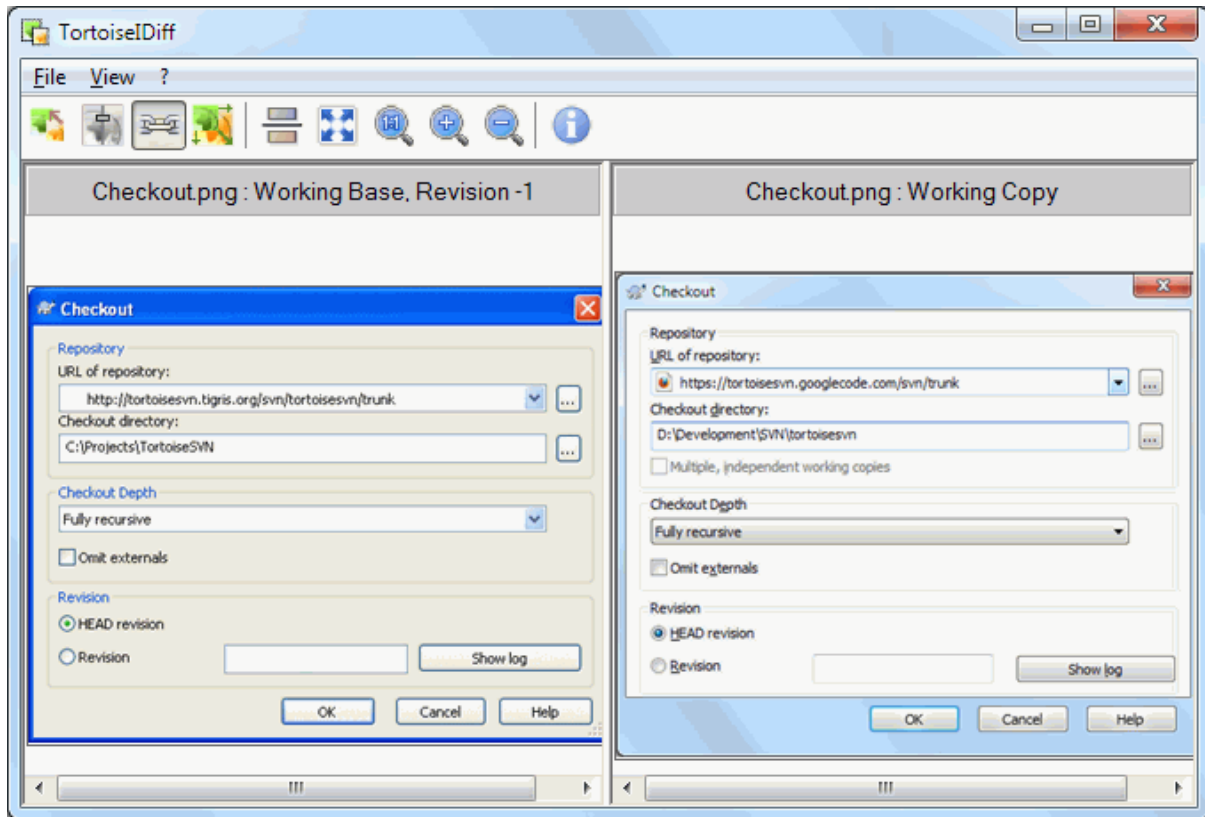 TortoiseIDiff
File View ?
Checkout.png : Working Base, Revision -1
Checkout
Repository
URL of repository:
http://tortoisesvn.tigris.org/svn/tortoisesvn/trunk
...
Checkout directory:
C:\Projects\TortoiseSVN
...
Checkout Depth
Fully recursive
Omit externals
Revision
HEAD revision
Revision
Show log
OK Cancel Help
Checkout.png : Working Copy
Checkout
Repository
URL of repository:
https://tortoisesvn.googlecode.com/svn/trunk
...
Checkout directory:
D:\Development\SVN\tortoisesvn
...
Multiple, independent working copies
Checkout Depth
Fully recursive
Omit externals
Revision
HEAD revision
Revision
Show log
OK Cancel Help